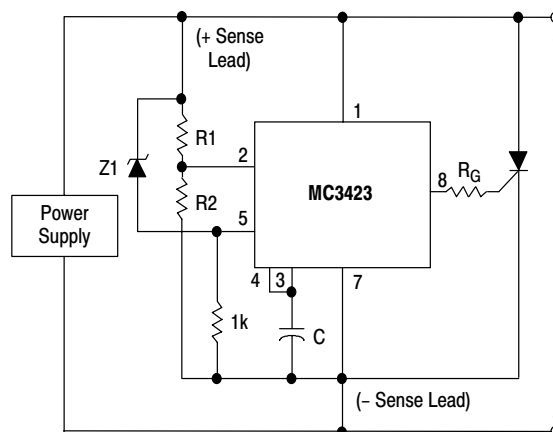 (+ Sense
Lead)
1
R1
2
Z1
MC3423
8
RG
R2
Power
Supply
5
4
3
7
1k
C
(– Sense Lead)